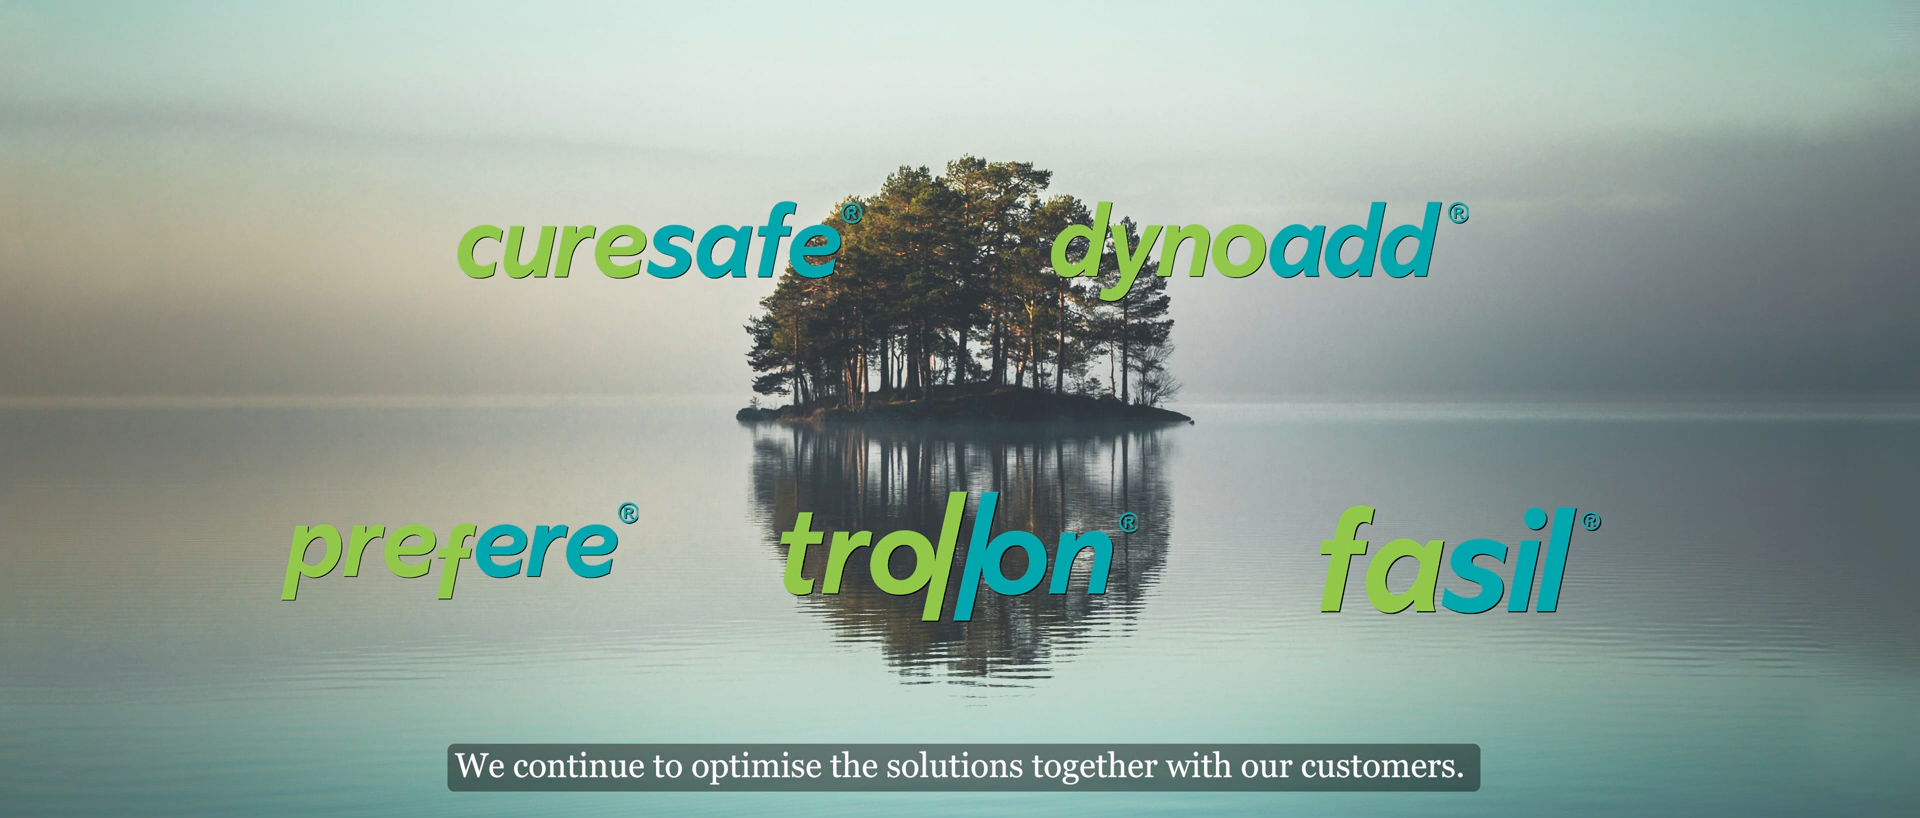 curesafe®
dynoadd®
prefere®
trollon®
fasil®
We continue to optimise the solutions together with our customers.